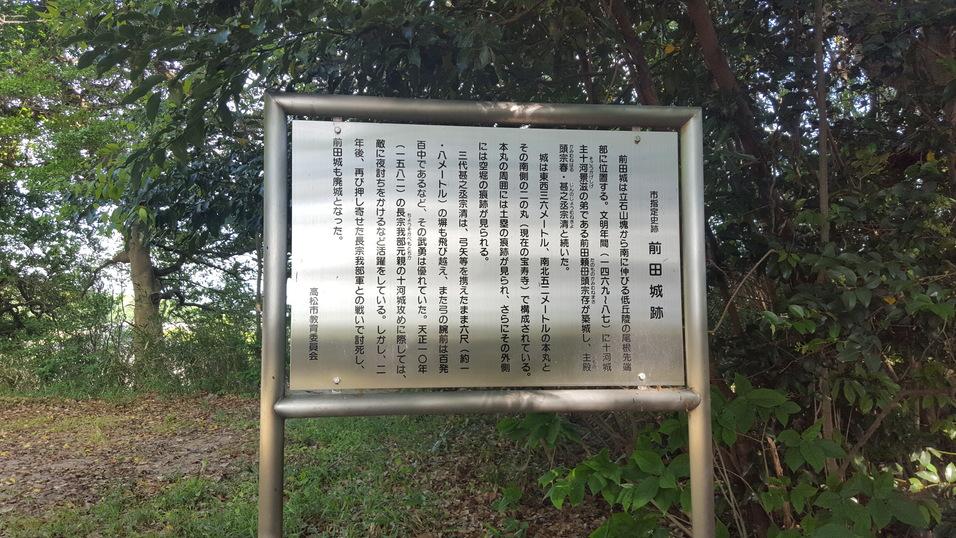 市指定史跡 前田城跡
前田城は立石山塊から南に伸びる低丘陵の尾根先端
部に位置する。文明年間（一四六九～八七）に十河城
主十河景滋の弟である前田頼母頭宗存が築城し、主殿
頭宗春・甚之丞宗清と続いた。
城は東西三六メートル、南北五二メートルの本丸と
その南側の二の丸（現在の宝寿寺）で構成されている。
本丸の周囲には土塁の痕跡が見られ、さらにその外側
には空堀の痕跡が見られる。
三代甚之丞宗清は、弓矢等を携えたまま六尺（約一
・八メートル）の塀も飛び越え、また弓の腕前は百発
百中であるなど、その武勇は優れていた。天正一〇年
（一五八二）の長宗我部元親の十河城攻めに際しては、
敵に夜討ちをかけるなど活躍をしている。しかし、二
年後、再び押し寄せた長宗我部軍との戦いで討死し、
前田城も廃城となった。
高松市教育委員会